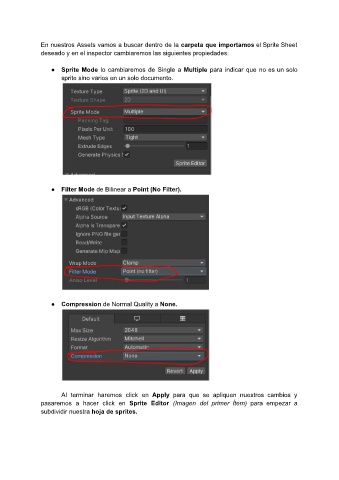 En nuestros Assets vamos a buscar dentro de la carpeta que importamos el Sprite Sheet
deseado y en el inspector cambiaremos las siguientes propiedades:
● Sprite Mode lo cambiaremos de Single a Multiple para indicar que no es un solo
sprite sino varios en un solo documento.
Texture Type Sprite (2D and UI)
Texture Shape 2D
Sprite Mode Multiple
Packing Tag
Pixels Per Unit 100
Mesh Type Tight
Extrude Edges 1
Generate Physics S
Sprite Editor
Advanced
● Filter Mode de Bilinear a Point (No Filter).
Advanced
sRGB (Color Textu
Alpha Source Input Texture Alpha
Alpha Is Transpare
Ignore PNG file gam
Read/Write
Generate Mip Map
Wrap Mode Clamp
Filter Mode Point (no filter)
Aniso Level 1
● Compression de Normal Quality a None.
Default
Max Size 2048
Resize Algorithm Mitchell
Format Automatic
Compression None
Revert Apply
Al terminar haremos click en Apply para que se apliquen nuestros cambios y
pasaremos a hacer click en Sprite Editor (Imagen del primer Ítem) para empezar a
subdividir nuestra hoja de sprites.